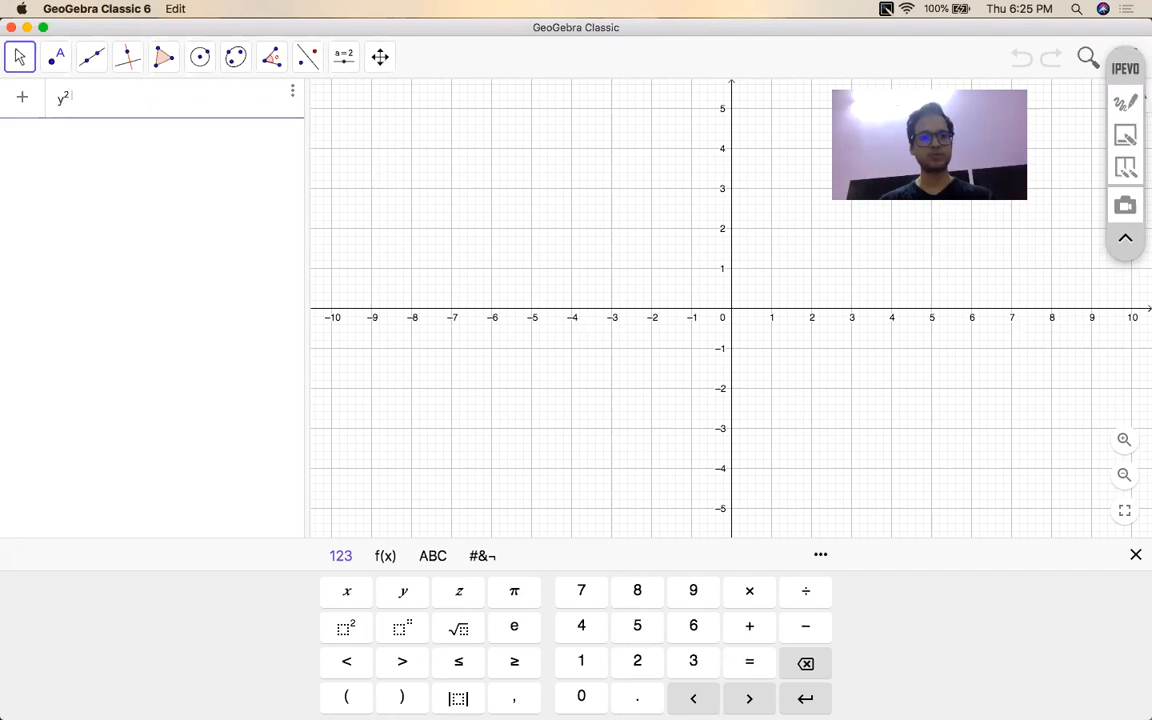 GeoGebra Classic 6 Edit 100% Thu 6:25 PM
GeoGebra Classic
A a=2 IPEVO
+ y²
5
4
3
2
1
−10 −9 −8 −7 −6 −5 −4 −3 −2 −1 0 1 2 3 4 5 6 7 8 9 10
−1
−2
−3
−4
−5
123 f(x) ABC #&¬ •••
x y z π 7 8 9 × ÷
² √ e 4 5 6 + −
< > ≤ ≥ 1 2 3 =
( ) | | , 0 . < >